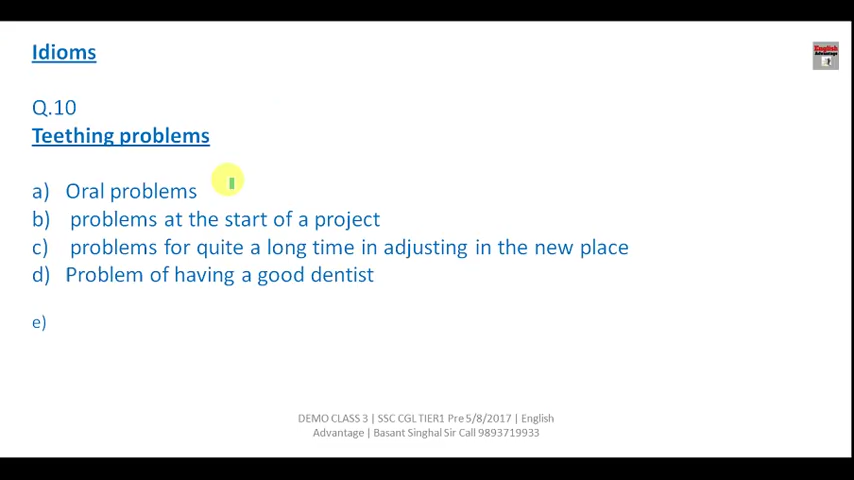 Idioms
English
Advantage
Q.10
Teething problems
a) Oral problems
b) problems at the start of a project
c) problems for quite a long time in adjusting in the new place
d) Problem of having a good dentist
e)
DEMO CLASS 3 | SSC CGL TIER1 Pre 5/8/2017 | English
Advantage | Basant Singhal Sir Call 9893719933